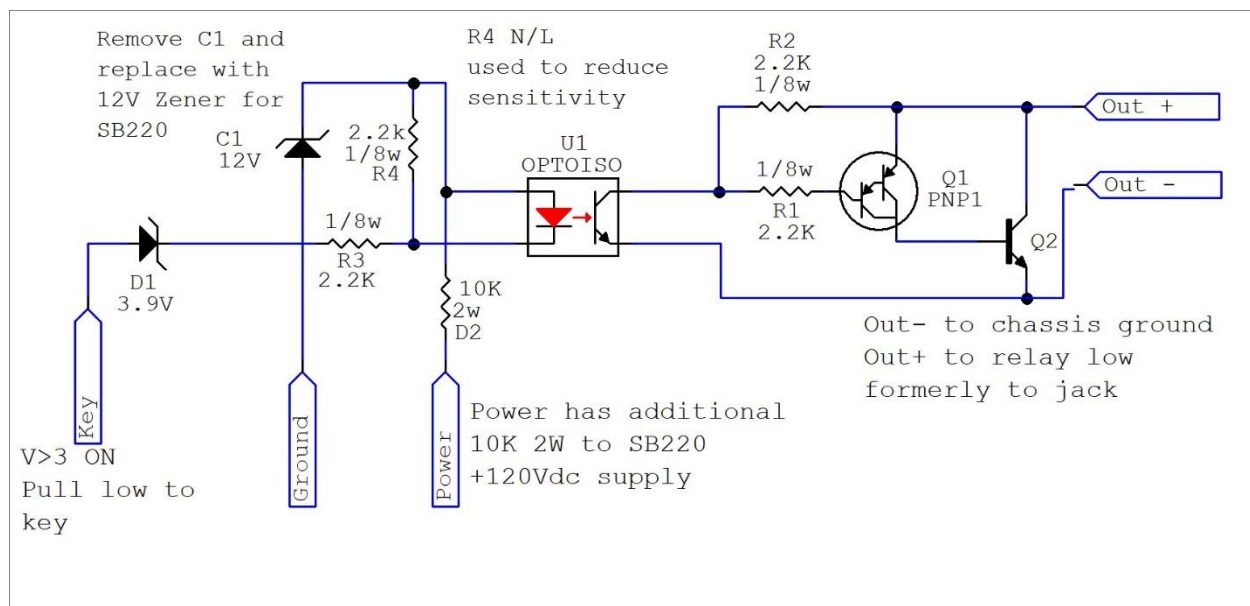 Remove C1 and
replace with
12V Zener for
SB220
C1
12V
R4 N/L
used to reduce
sensitivity
2.2k
1/8w
R4
U1
OPTOISO
R2
2.2K
1/8w
Out +
Out -
1/8w
R1
2.2K
Q1
PNP1
Q2
D1
3.9V
1/8w
R3
2.2K
10K
2w
D2
Key
Ground
Power
V>3 ON
Pull low to
key
Power has additional
10K 2W to SB220
+120Vdc supply
Out- to chassis ground
Out+ to relay low
formerly to jack